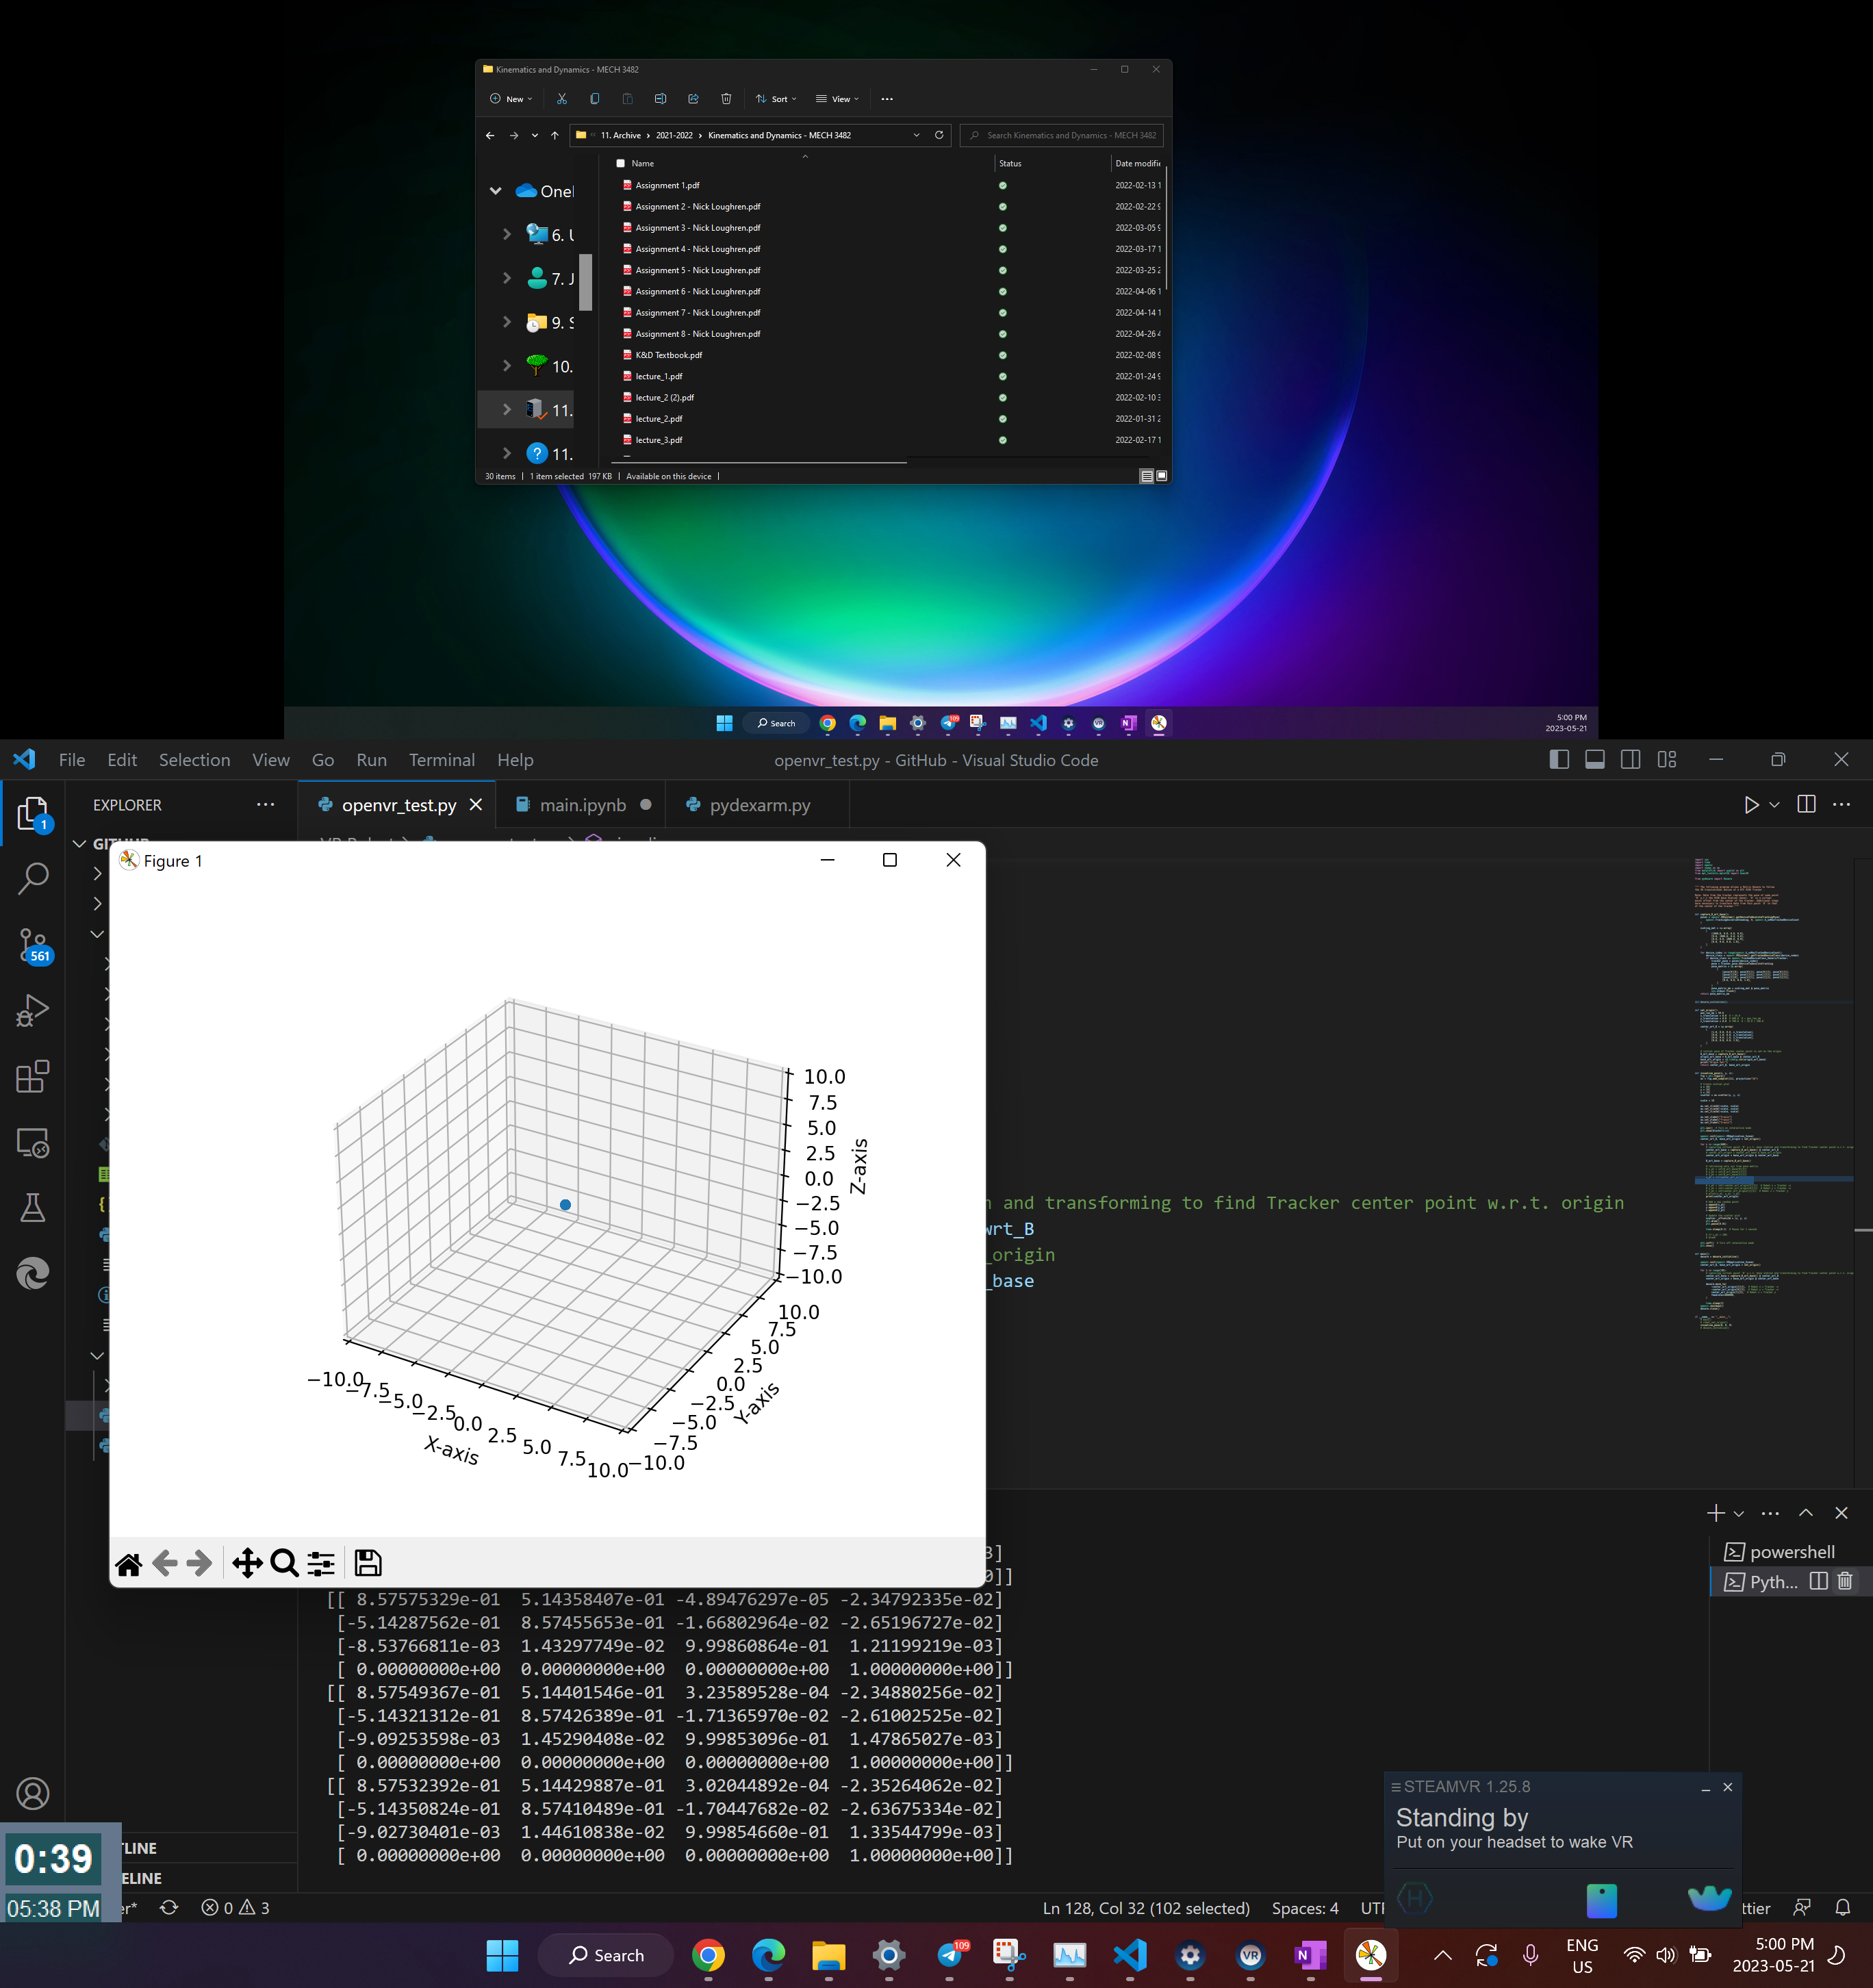 Kinematics and Dynamics - MECH 3482
New
Sort
View
11. Archive > 2021-2022 > Kinematics and Dynamics - MECH 3482
Search Kinematics and Dynamics - MECH 3482
Name Status Date modifi
Onel
6. U
7. J
9. S
10.
11.
11.
Assignment 1.pdf 2022-02-13 1
Assignment 2 - Nick Loughren.pdf 2022-02-22 9
Assignment 3 - Nick Loughren.pdf 2022-03-05 9
Assignment 4 - Nick Loughren.pdf 2022-03-17 1
Assignment 5 - Nick Loughren.pdf 2022-03-25 2
Assignment 6 - Nick Loughren.pdf 2022-04-06 1
Assignment 7 - Nick Loughren.pdf 2022-04-14 1
Assignment 8 - Nick Loughren.pdf 2022-04-26 4
K&D Textbook.pdf 2022-02-08 9
lecture_1.pdf 2022-01-24 9
lecture_2 (2).pdf 2022-02-10 3
lecture_2.pdf 2022-01-31 2
lecture_3.pdf 2022-02-17 1
30 items | 1 item selected 197 KB | Available on this device |
Search
109
5:00 PM
2023-05-21
File Edit Selection View Go Run Terminal Help
openvr_test.py - GitHub - Visual Studio Code
EXPLORER
openvr_test.py
main.ipynb
pydexarm.py
1
561
Figure 1
10.0
7.5
5.0
2.5
0.0
−2.5
−5.0
−7.5
−10.0
Z-axis
10.0
7.5
5.0
2.5
0.0
−2.5
−5.0
−7.5
−10.0
Y-axis
−10.0
−7.5
−5.0
−2.5
0.0
2.5
5.0
7.5
10.0
X-axis
and transforming to find Tracker center point w.r.t. origin
wrt_B
_origin
_base
3]
0]]
[[ 8.57575329e-01 5.14358407e-01 -4.89476297e-05 -2.34792335e-02]
[-5.14287562e-01 8.57455653e-01 -1.66802964e-02 -2.65196727e-02]
[-8.53766811e-03 1.43297749e-02 9.99860864e-01 1.21199219e-03]
[ 0.00000000e+00 0.00000000e+00 0.00000000e+00 1.00000000e+00]]
[[ 8.57549367e-01 5.14401546e-01 3.23589528e-04 -2.34880256e-02]
[-5.14321312e-01 8.57426389e-01 -1.71365970e-02 -2.61002525e-02]
[-9.09253598e-03 1.45290408e-02 9.99853096e-01 1.47865027e-03]
[ 0.00000000e+00 0.00000000e+00 0.00000000e+00 1.00000000e+00]]
[[ 8.57532392e-01 5.14429887e-01 3.02044892e-04 -2.35264062e-02]
[-5.14350824e-01 8.57410489e-01 -1.70447682e-02 -2.63675334e-02]
[-9.02730401e-03 1.44610838e-02 9.99854660e-01 1.33544799e-03]
[ 0.00000000e+00 0.00000000e+00 0.00000000e+00 1.00000000e+00]]
powershell
Pyth...
STEAMVR 1.25.8
Standing by
Put on your headset to wake VR
0:39
05:38 PM
TLINE
ELINE
er*
0 3
Ln 128, Col 32 (102 selected) Spaces: 4 UTF
ttier
Search
109
ENG
US
5:00 PM
2023-05-21